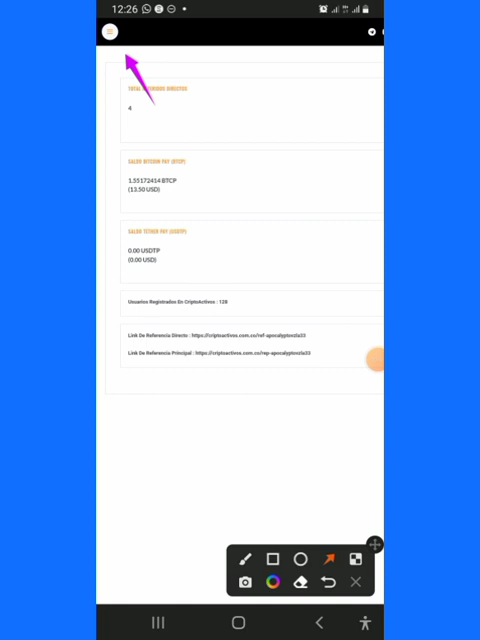 12:26
TOTAL REFERIDOS DIRECTOS
4
SALDO BITCOIN PAY (BTCP)
1.55172414 BTCP
(13.50 USD)
SALDO TETHER PAY (USDTP)
0.00 USDTP
(0.00 USD)
Usuarios Registrados En CriptoActivos : 128
Link De Referencia Directo : https://criptoactivos.com.co/ref-apocalyptovzla33
Link De Referencia Principal : https://criptoactivos.com.co/rep-apocalyptovzla33